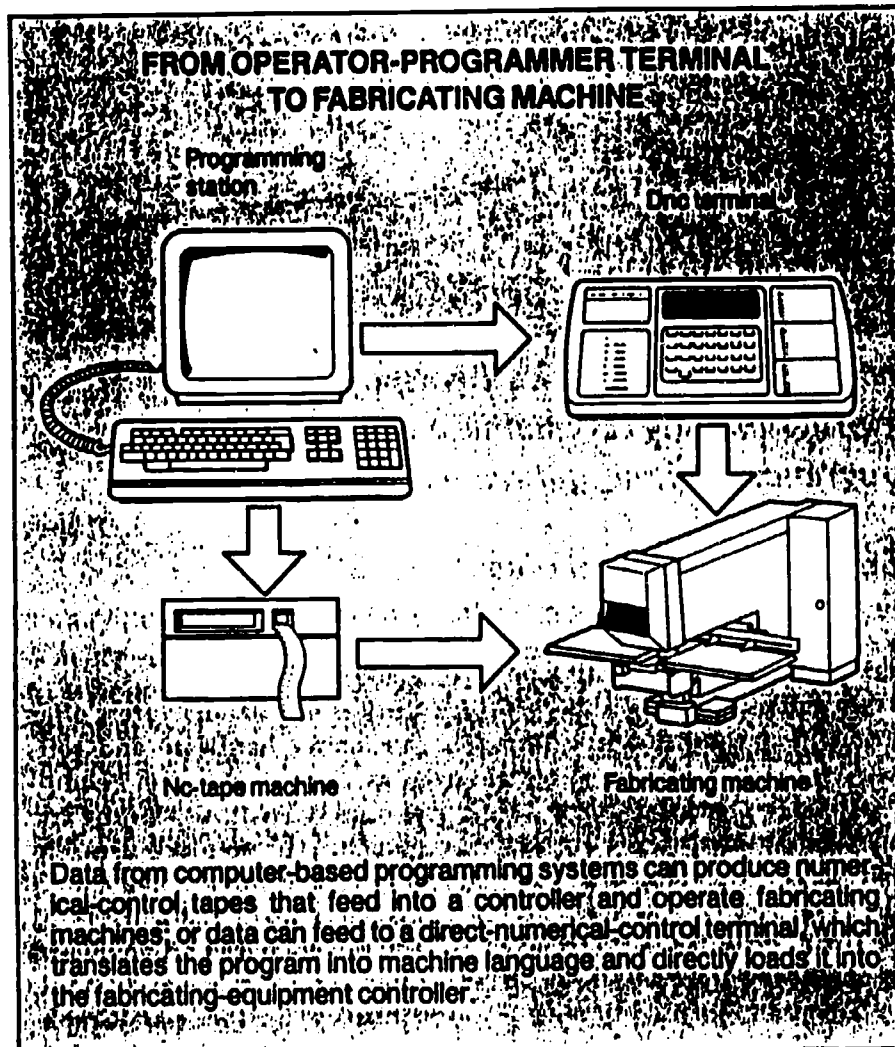 FROM OPERATOR-PROGRAMMER TERMINAL
TO FABRICATING MACHINE
Programming
station
Dnc terminal
Nc-tape machine
Fabricating machine
Data from computer-based programming systems can produce numer-
ical-control tapes that feed into a controller and operate fabricating
machines; or data can feed to a direct-numerical-control terminal, which
translates the program into machine language and directly loads it into
the fabricating-equipment controller.